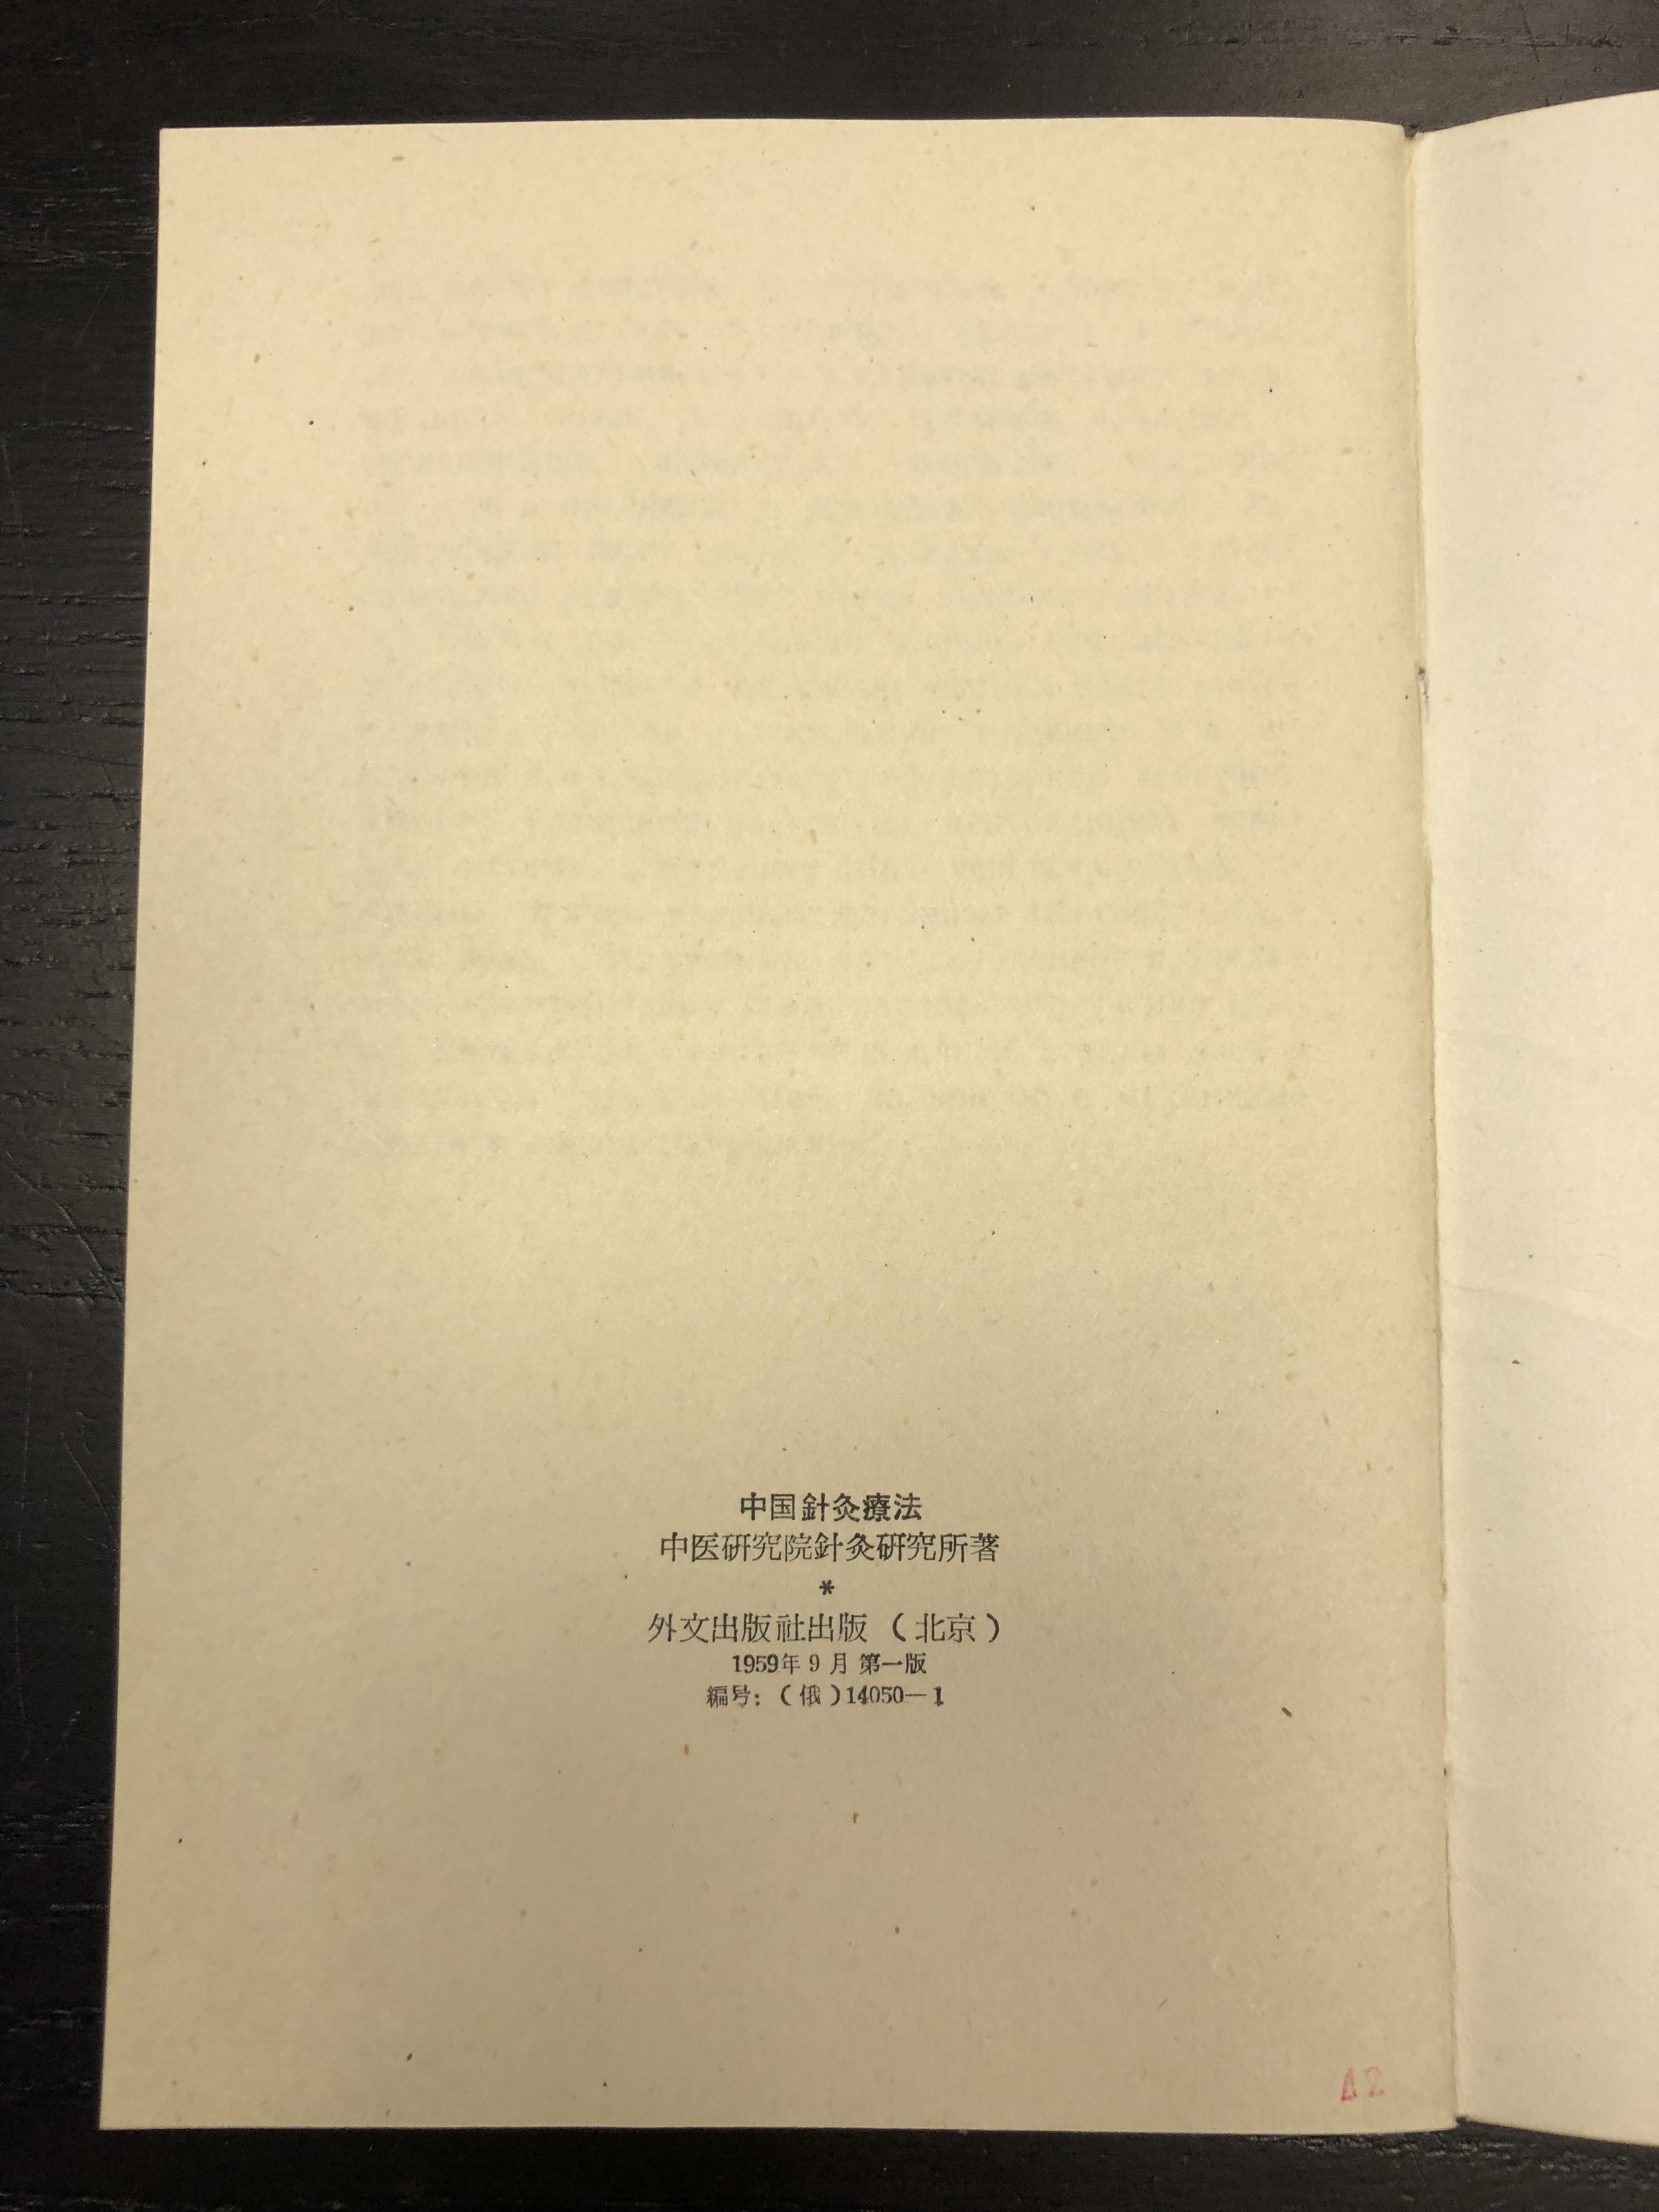 中国針灸療法
中医研究院針灸研究所著
*
外文出版社出版（北京）
1959年9月第一版
編号：（俄）14050—1
A2